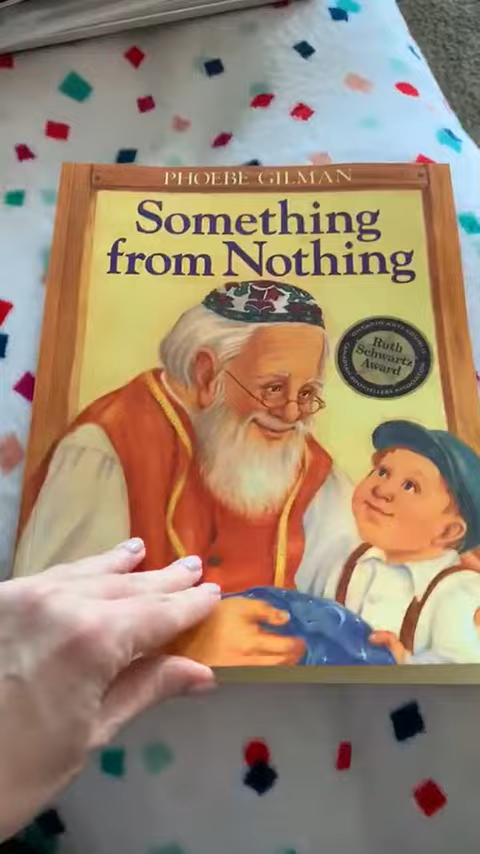 PHOEBE GILMAN
Something
from Nothing
Ruth
Schwartz
Award